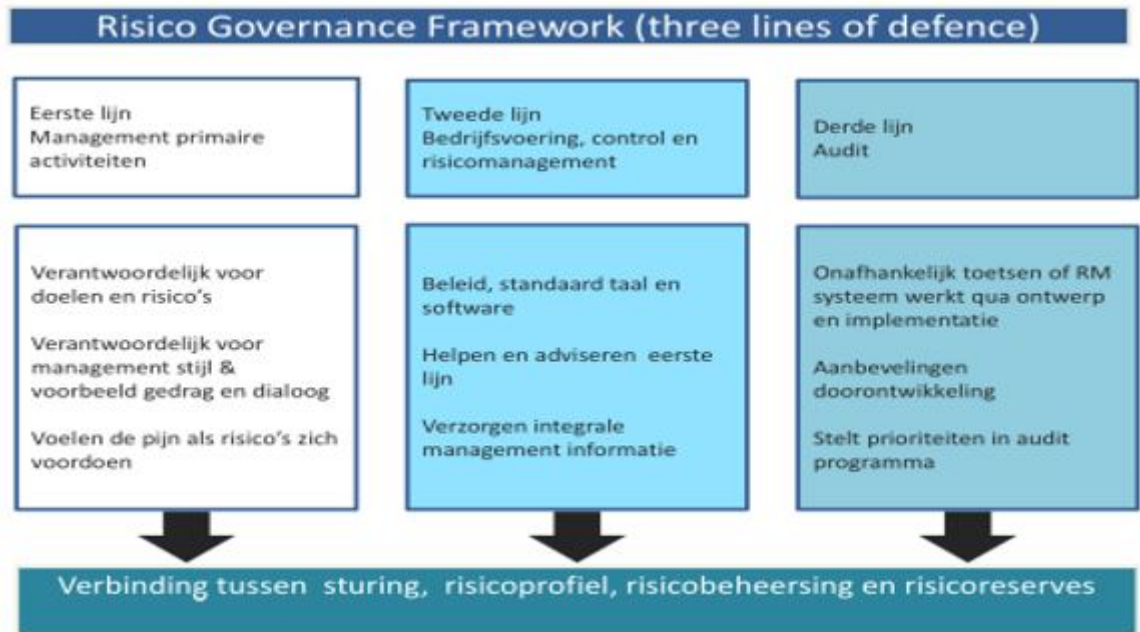 Risico Governance Framework (three lines of defence)
Eerste lijn
Management primaire
activiteiten
Tweede lijn
Bedrijfsvoering, control en
risicomanagement
Derde lijn
Audit
Verantwoordelijk voor
doelen en risico's
Verantwoordelijk voor
management stijl &
voorbeeld gedrag en dialoog
Voelen de pijn als risico's zich
voordoen
Beleid, standaard taal en
software
Helpen en adviseren eerste
lijn
Verzorgen integrale
management informatie
Onafhankelijk toetsen of RM
systeem werkt qua ontwerp
en implementatie
Aanbevelingen
doorontwikkeling
Stelt prioriteiten in audit
programma
Verbinding tussen sturing, risicoprofiel, risicobeheersing en risicoreserves